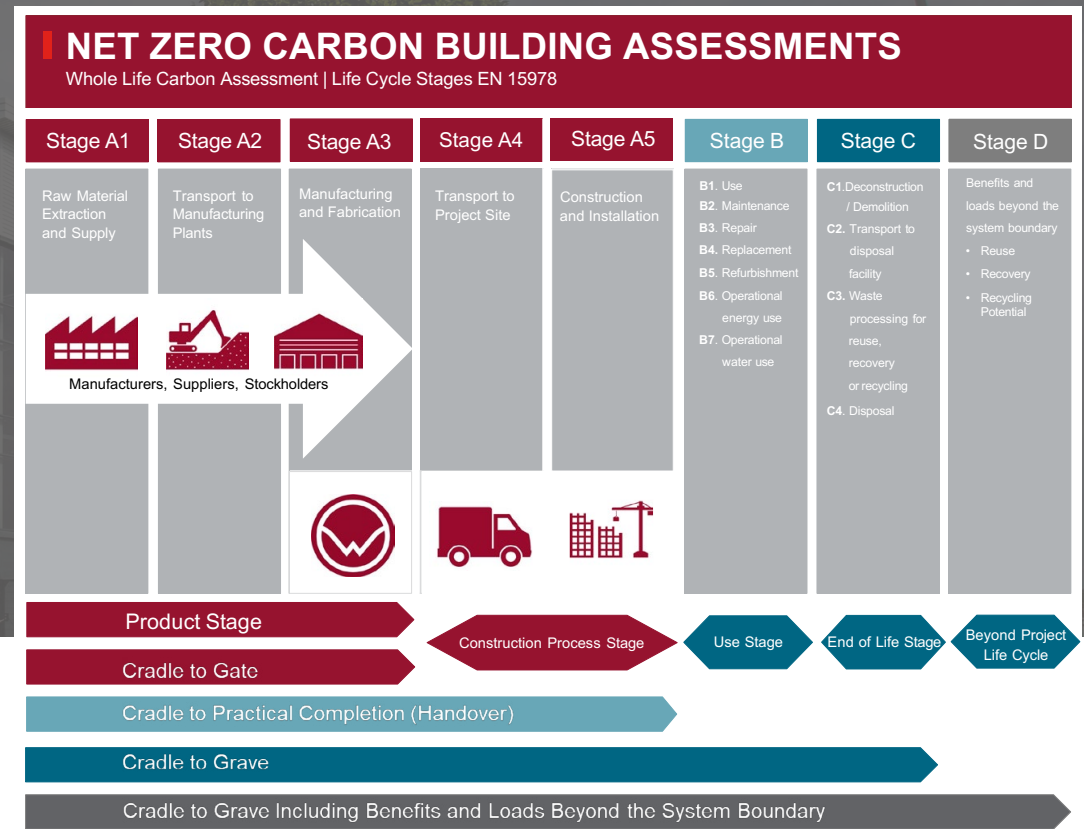 NET ZERO CARBON BUILDING ASSESSMENTS
Whole Life Carbon Assessment | Life Cycle Stages EN 15978
Stage A1
Raw Material
Extraction
and Supply
Stage A2
Transport to
Manufacturing
Plants
Stage A3
Manufacturing
and Fabrication
Manufacturers, Suppliers, Stockholders
Stage A4
Transport to
Project Site
Stage A5
Construction
and Installation
Stage B
B1. Use
B2. Maintenance
B3. Repair
B4. Replacement
B5. Refurbishment
B6. Operational
energy use
B7. Operational
water use
Stage C
C1.Deconstruction
/ Demolition
C2. Transport to
disposal
facility
C3. Waste
processing for
reuse,
recovery
or recycling
C4. Disposal
Stage D
Benefits and
loads beyond the
system boundary
• Reuse
• Recovery
• Recycling
Potential
Product Stage
Construction Process Stage
Use Stage
End of Life Stage
Beyond Project
Life Cycle
Cradle to Gate
Cradle to Practical Completion (Handover)
Cradle to Grave
Cradle to Grave Including Benefits and Loads Beyond the System Boundary